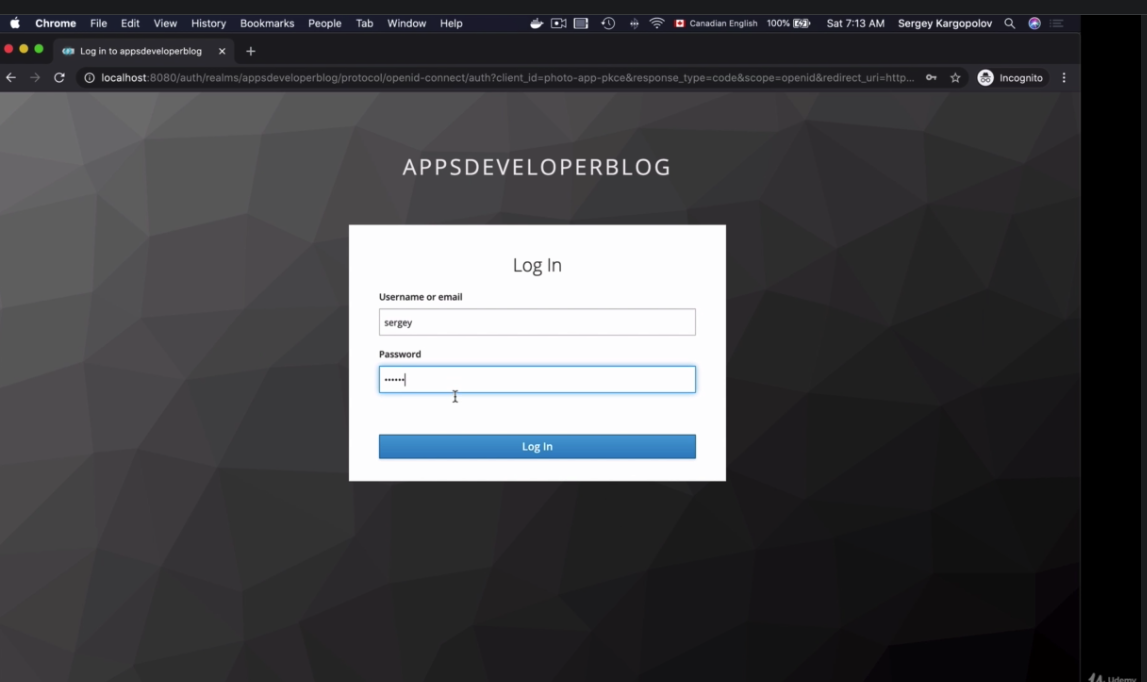 Chrome File Edit View History Bookmarks People Tab Window Help Canadian English 100% Sat 7:13 AM Sergey Kargopolov
Log in to appsdeveloperblog
localhost:8080/auth/realms/appsdeveloperblog/protocol/openid-connect/auth?client_id=photo-app-pkce&response_type=code&scope=openid&redirect_uri=http... Incognito
APPSDEVELOPERBLOG
Log In
Username or email
sergey
Password
••••••
Log In
Udemy